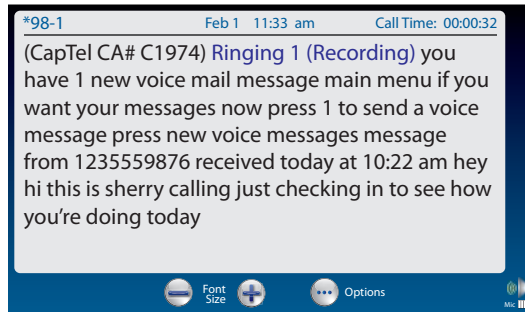 *98-1 Feb 1 11:33 am Call Time: 00:00:32
(CapTel CA# C1974) Ringing 1 (Recording) you
have 1 new voice mail message main menu if you
want your messages now press 1 to send a voice
message press new voice messages message
from 1235559876 received today at 10:22 am hey
hi this is sherry calling just checking in to see how
you're doing today
Font
Size
Options
Mic